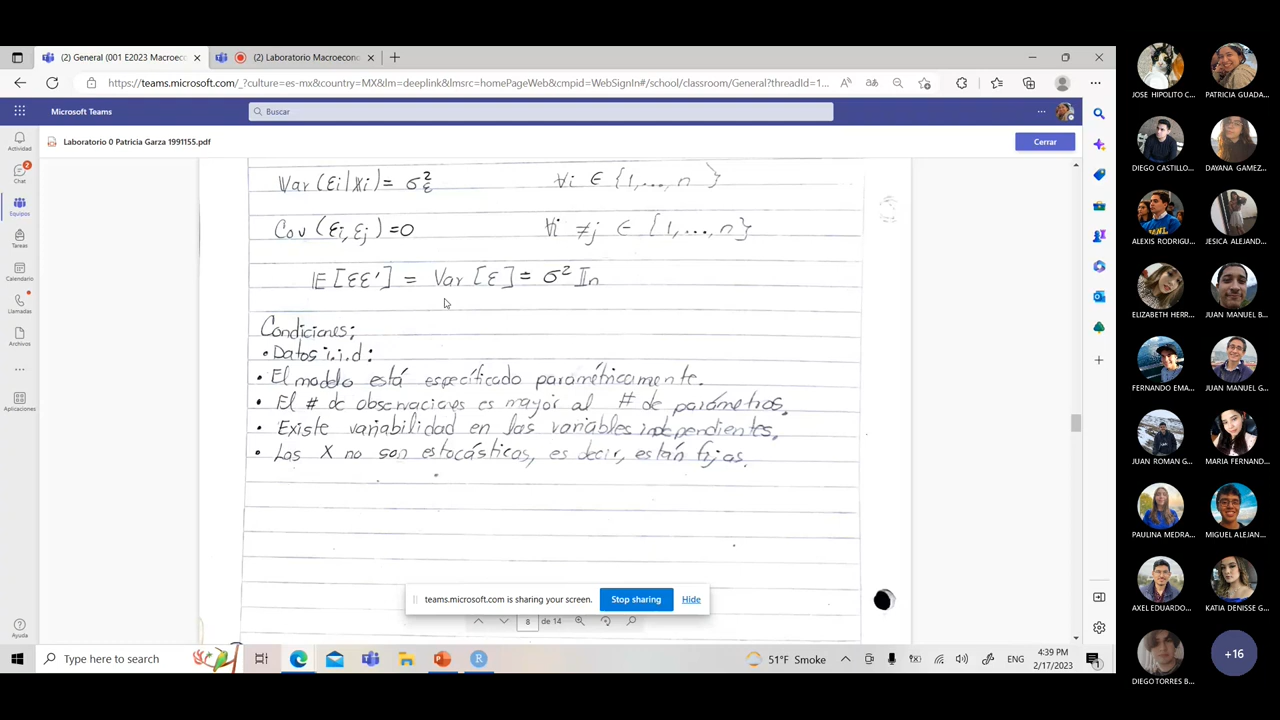 (2) General (001 E2023 Macroec
(2) Laboratorio Macroecono
https://teams.microsoft.com/_?culture=es-mx&country=MX&lm=deeplink&lmsrc=homePageWeb&cmpid=WebSignIn#/school/classroom/General?threadId=1...
Microsoft Teams
Buscar
Laboratorio 0 Patricia Garza 1991155.pdf
Cerrar
Actividad
Chat
2
Equipos
Tareas
Calendario
Llamadas
Archivos
Aplicaciones
Ayuda
Var(εi|Xi) = σ²ε ∀i ∈ {1,...,n}
Cov(εi, εj) = 0 ∀i ≠ j ∈ {1,...,n}
𝔼[εε'] = Var[ε] = σ² 𝕀n
Condiciones:
• Datos i.i.d:
• El modelo está especificado paramétricamente.
• El # de observaciones es mayor al # de parámetros.
• Existe variabilidad en las variables independientes.
• Las X no son estocásticas, es decir, están fijas.
teams.microsoft.com is sharing your screen.
Stop sharing
Hide
8 de 14
Type here to search
51°F Smoke
ENG
4:39 PM
2/17/2023
1
JOSE HIPOLITO C...
PATRICIA GUADA...
DIEGO CASTILLO...
DAYANA GAMEZ...
ALEXIS RODRIGU...
JESICA ALEJAND...
ELIZABETH HERR...
JUAN MANUEL B...
FERNANDO EMA...
JUAN MANUEL G...
JUAN ROMAN G...
MARIA FERNAND...
PAULINA MEDRA...
MIGUEL ALEJAN...
AXEL EDUARDO...
KATIA DENISSE G...
DIEGO TORRES B...
+16